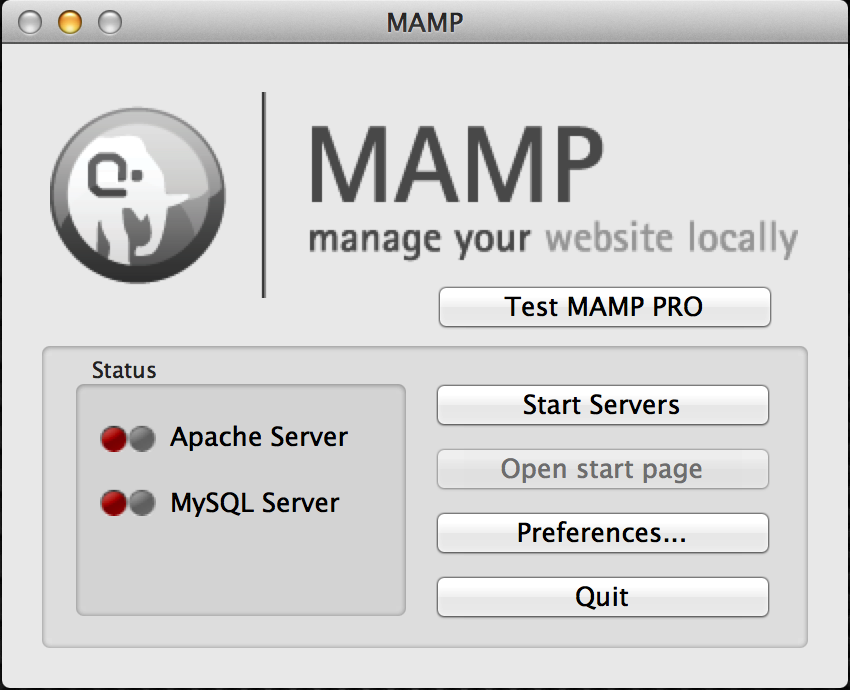 MAMP
MAMP
manage your website locally
Test MAMP PRO
Status
Apache Server
MySQL Server
Start Servers
Open start page
Preferences...
Quit